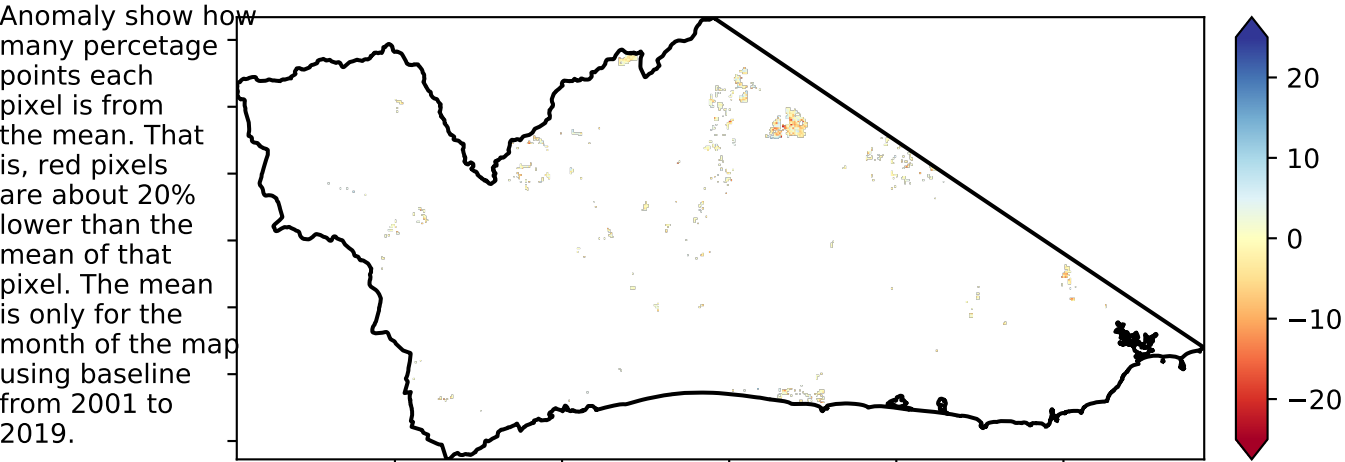 Anomaly show how
many percetage
points each
pixel is from
the mean. That
is, red pixels
are about 20%
lower than the
mean of that
pixel. The mean
is only for the
month of the map
using baseline
from 2001 to
2019.
20
10
0
−10
−20